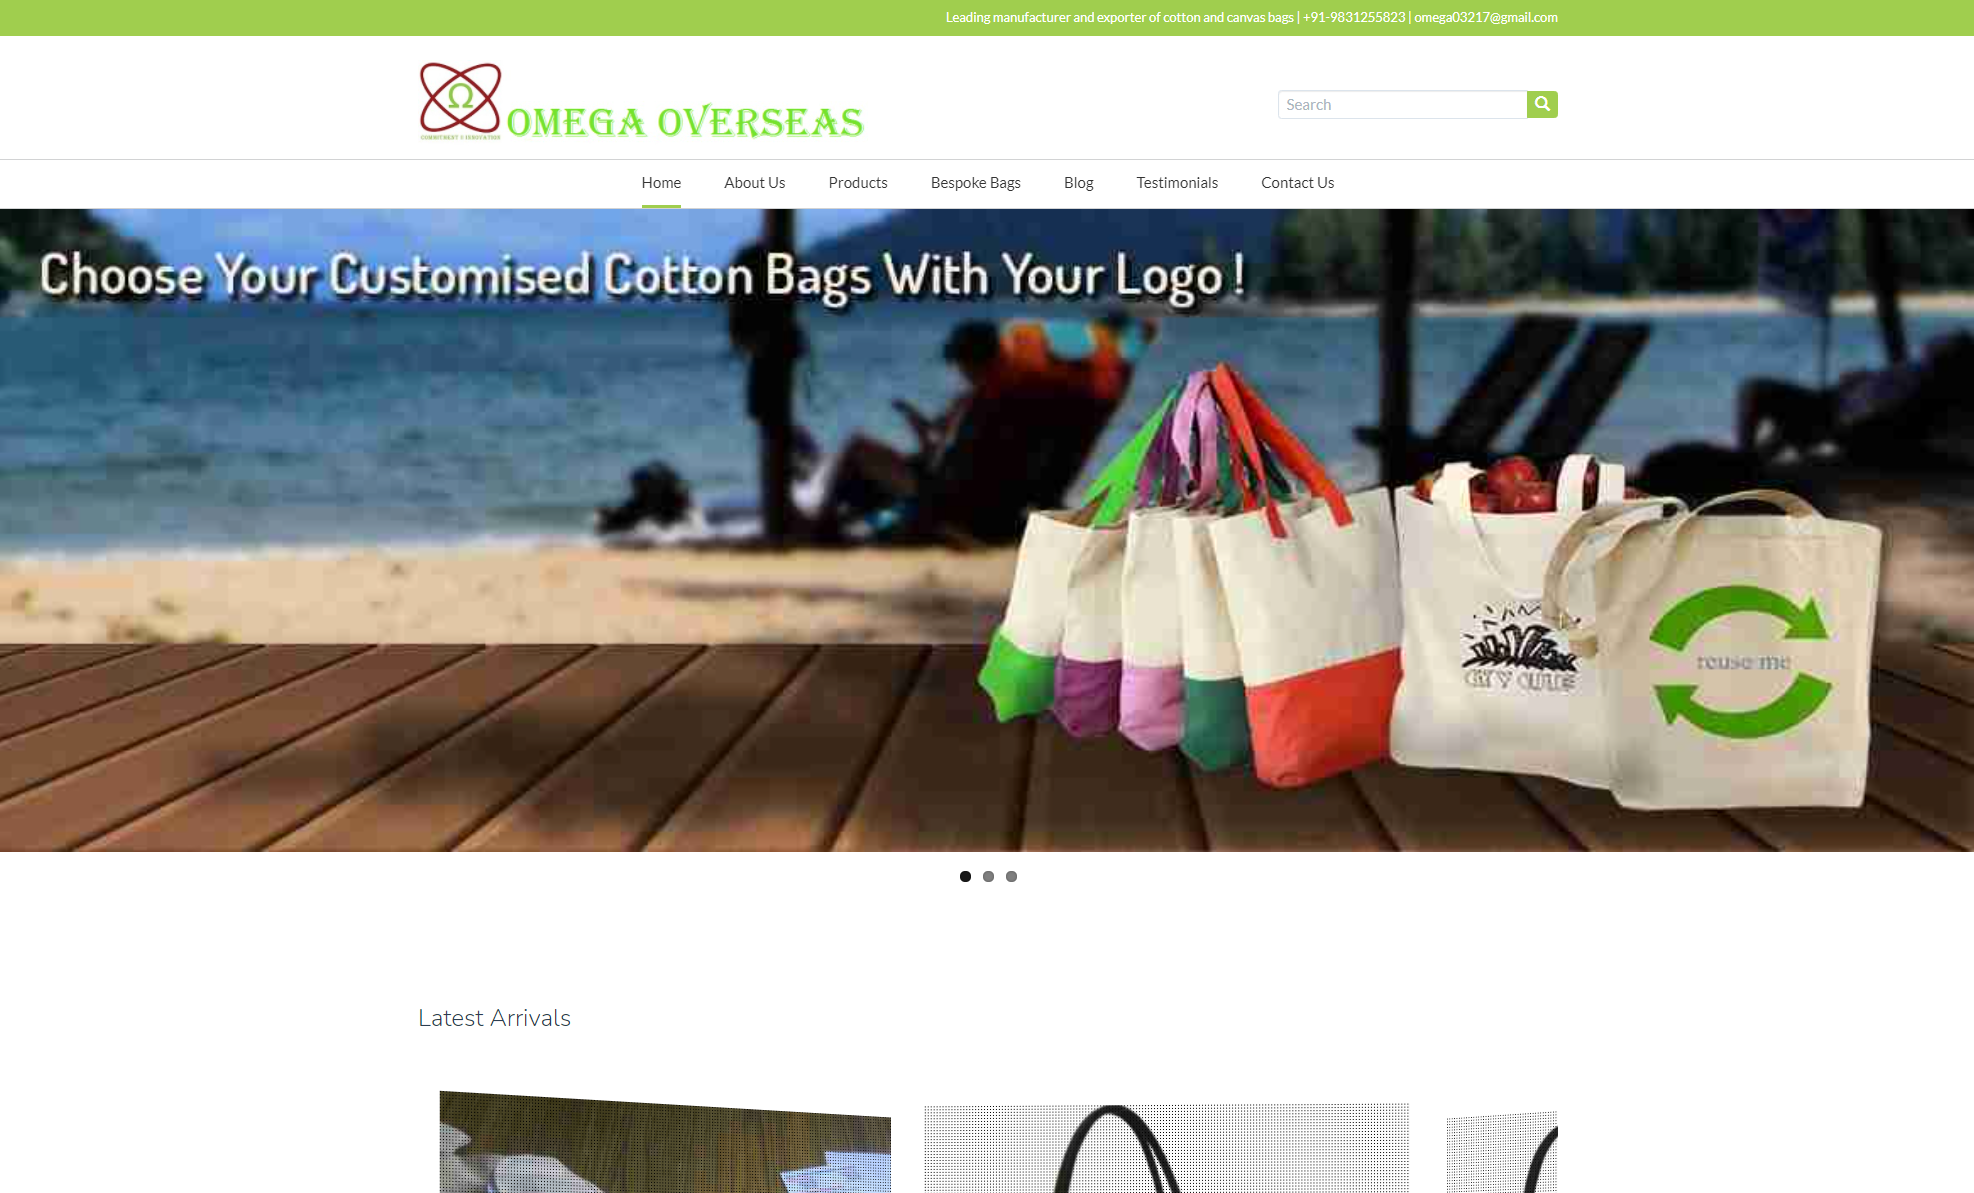 Leading manufacturer and exporter of cotton and canvas bags | +91-9831255823 | omega03217@gmail.com
Ω
COMMITMENT & INNOVATION
OMEGA OVERSEAS
Search
Home About Us Products Bespoke Bags Blog Testimonials Contact Us
Choose Your Customised Cotton Bags With Your Logo !
reuse me
Latest Arrivals